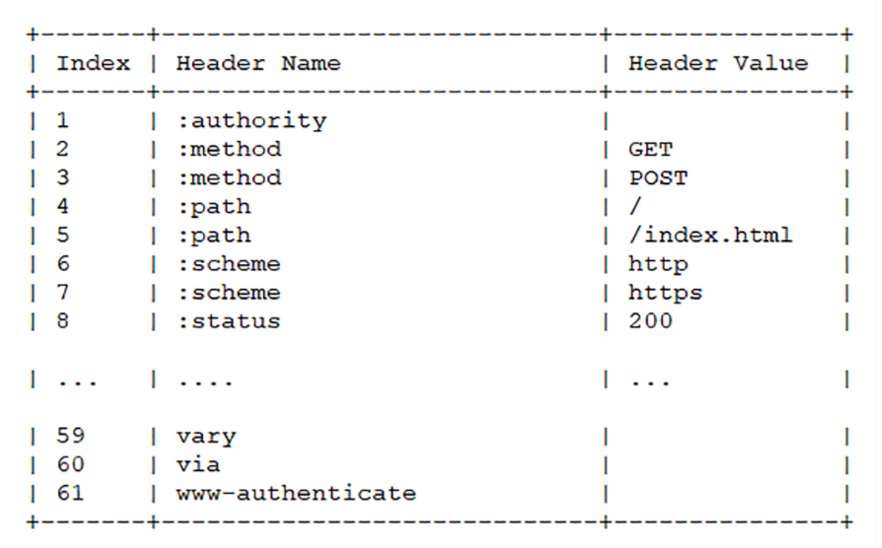 +-------+-----------------------------+---------------+
| Index | Header Name                 | Header Value  |
+-------+-----------------------------+---------------+
| 1     | :authority                  |               |
| 2     | :method                     | GET           |
| 3     | :method                     | POST          |
| 4     | :path                       | /             |
| 5     | :path                       | /index.html   |
| 6     | :scheme                     | http          |
| 7     | :scheme                     | https         |
| 8     | :status                     | 200           |
| ...   | ....                        | ...           |
| 59    | vary                        |               |
| 60    | via                         |               |
| 61    | www-authenticate            |               |
+-------+-----------------------------+---------------+